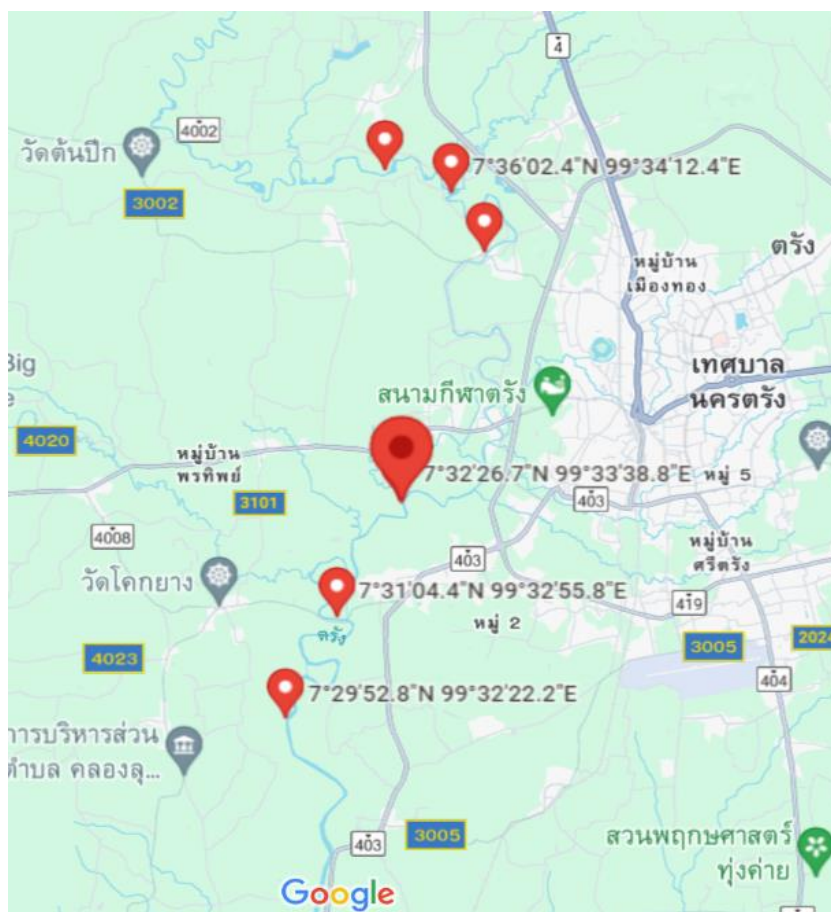 4
4002
วัดต้นปึก
7°36'02.4"N 99°34'12.4"E
3002
ตรัง
หมู่บ้าน
เมืองทอง
Big
เทศบาล
นครตรัง
สนามกีฬาตรัง
4020
หมู่บ้าน
พรทิพย์
7°32'26.7"N 99°33'38.8"E
หมู่ 5
3101
403
4008
หมู่บ้าน
ศรีตรัง
403
วัดโคกยาง
7°31'04.4"N 99°32'55.8"E
419
หมู่ 2
ตรัง
3005
2024
4023
404
7°29'52.8"N 99°32'22.2"E
การบริหารส่วน
ตำบล คลองลุ...
403
3005
สวนพฤกษศาสตร์
ทุ่งค่าย
Google